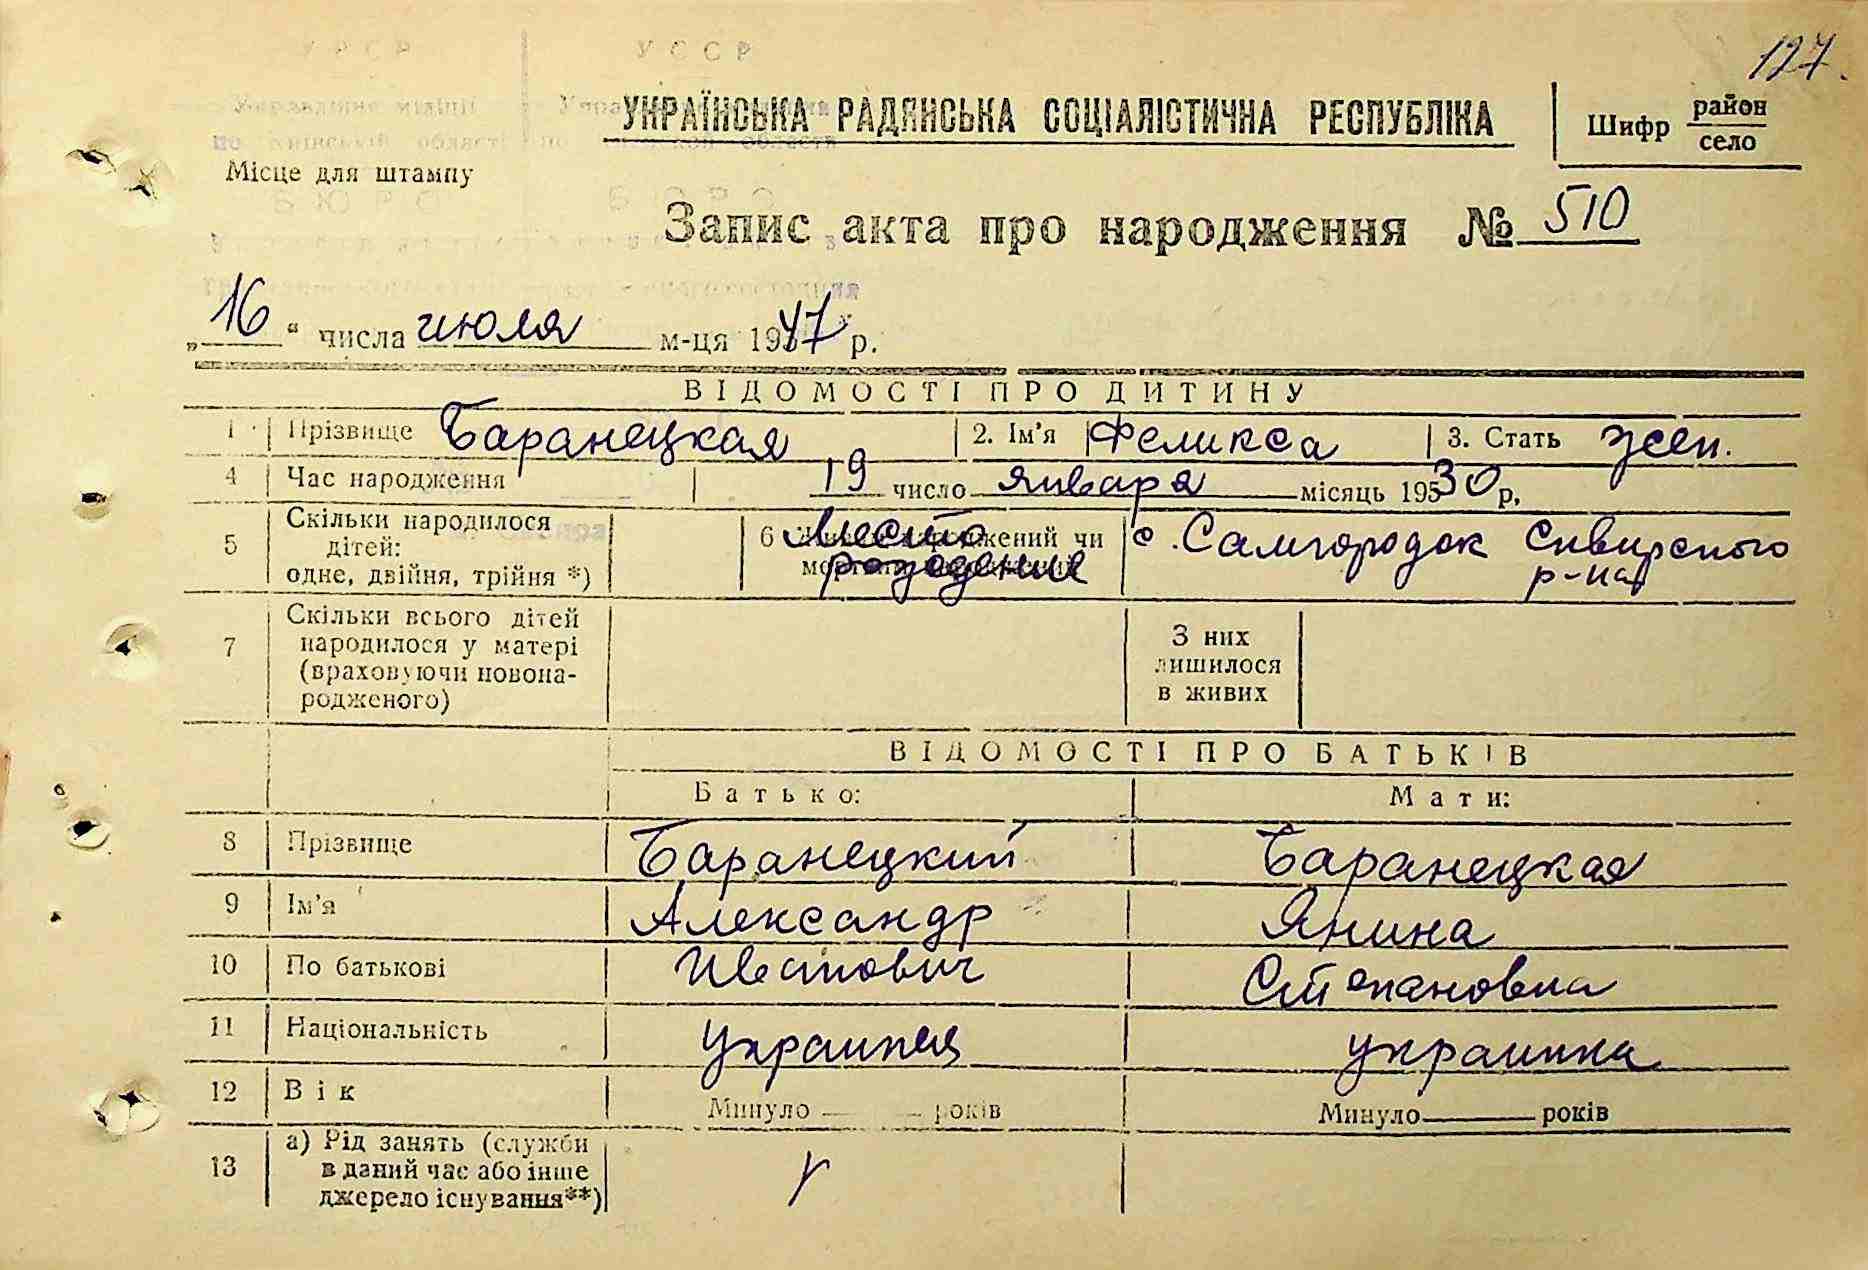 127.
УКРАЇНСЬКА РАДЯНСЬКА СОЦІАЛІСТИЧНА РЕСПУБЛІКА
Шифр район село
Місце для штампу
Запис акта про народження № 510
„16“ числа июля м-ця 1947 р.
ВІДОМОСТІ ПРО ДИТИНУ
1 Прізвище Баранецкая 2. Ім'я Феликса 3. Стать жен.
4 Час народження 19 число января місяць 1930 р.
5 Скільки народилося дітей: одне, двійня, трійня *) 6 Место рождение с. Самгородок Сквирского р-на
7 Скільки всього дітей народилося у матері (враховуючи новонародженого) З них лишилося в живих
ВІДОМОСТІ ПРО БАТЬКІВ
Батько: Мати:
8 Прізвище Баранецкий Баранецкая
9 Ім'я Александр Янина
10 По батькові Иванович Степановна
11 Національність украинец украинка
12 Вік Минуло років Минуло років
13 а) Рід занять (служби в даний час або інше джерело існування**)